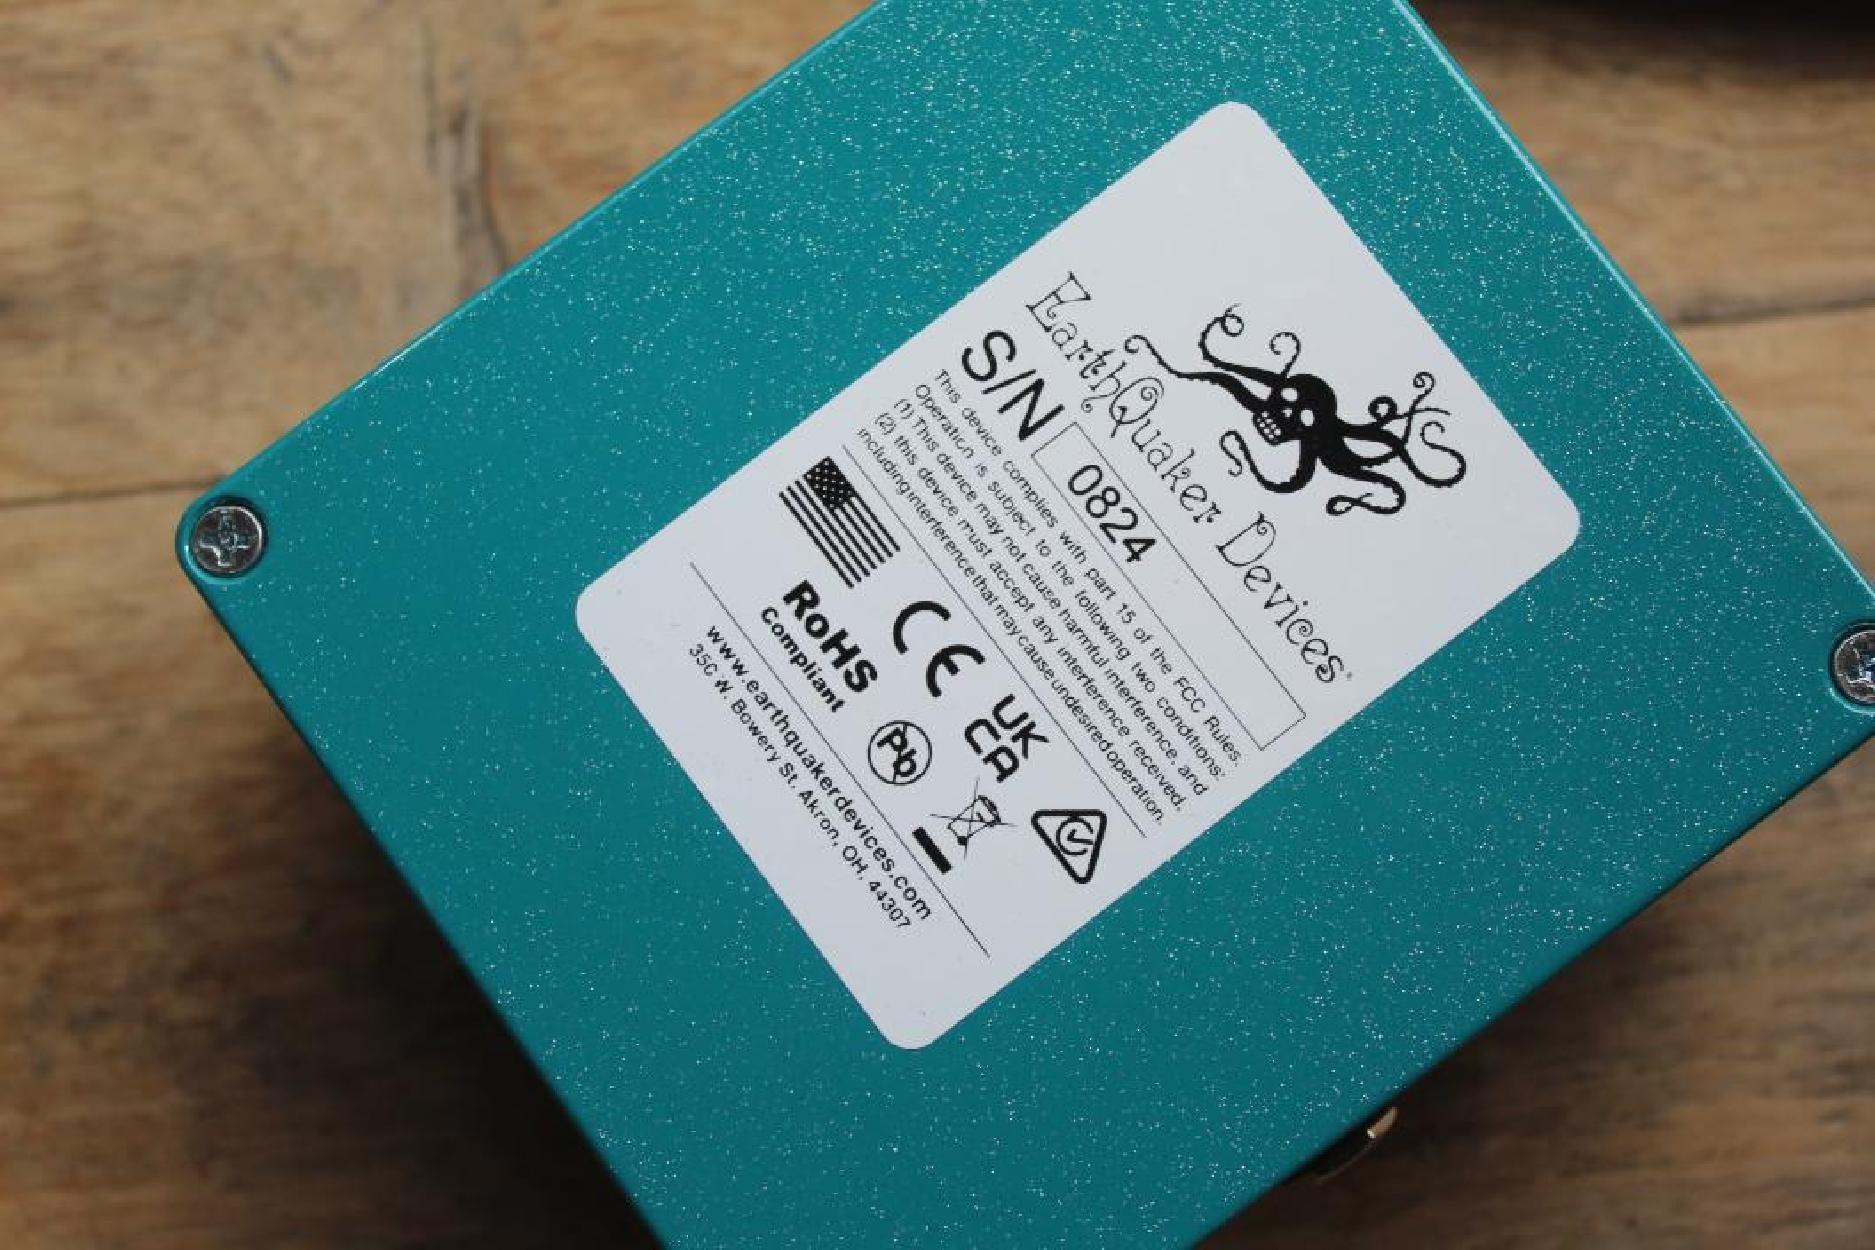 EarthQuaker Devices
S/N 0824
This device complies with part 15 of the FCC Rules.
Operation is subject to the following two conditions:
(1) This device may not cause harmful interference, and
(2) this device must accept any interference received,
including interference that may cause undesired operation.
CE
UK
CA
RoHS
Compliant
Pb
www.earthquakerdevices.com
350 W. Bowery St. Akron, OH, 44307